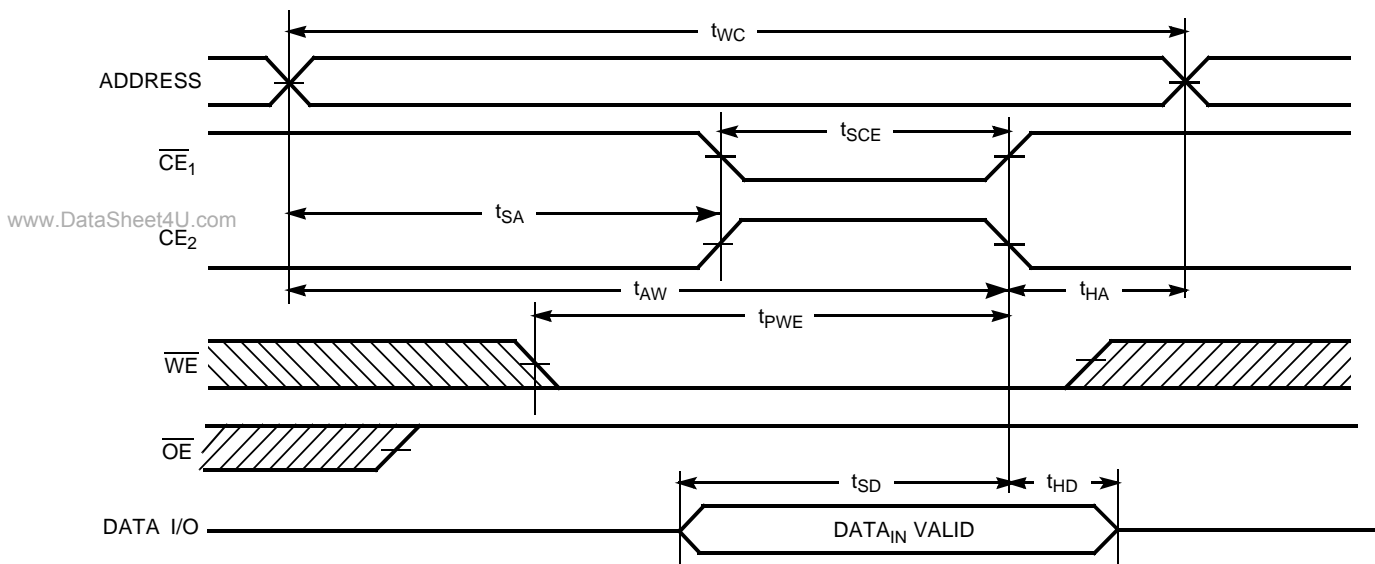 tWC
ADDRESS
tSCE
CE1
www.DataSheet4U.com
tSA
CE2
tAW
tHA
tPWE
WE
OE
tSD
tHD
DATA I/O
DATAIN VALID